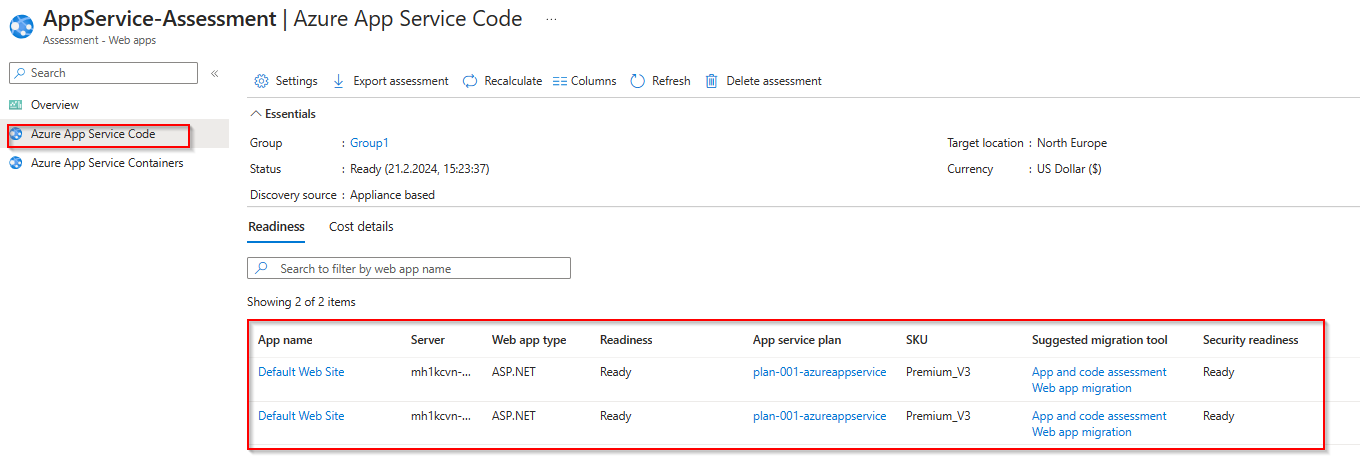 AppService-Assessment | Azure App Service Code ...
Assessment - Web apps
Search
«
Overview
Azure App Service Code
Azure App Service Containers
Settings Export assessment Recalculate Columns Refresh Delete assessment
Essentials
Group : Group1 Target location : North Europe
Status : Ready (21.2.2024, 15:23:37) Currency : US Dollar ($)
Discovery source : Appliance based
Readiness Cost details
Search to filter by web app name
Showing 2 of 2 items
App name Server Web app type Readiness App service plan SKU Suggested migration tool Security readiness
Default Web Site mh1kcvn-... ASP.NET Ready plan-001-azureappservice Premium_V3 App and code assessment Ready
Web app migration
Default Web Site mh1kcvn-... ASP.NET Ready plan-001-azureappservice Premium_V3 App and code assessment Ready
Web app migration